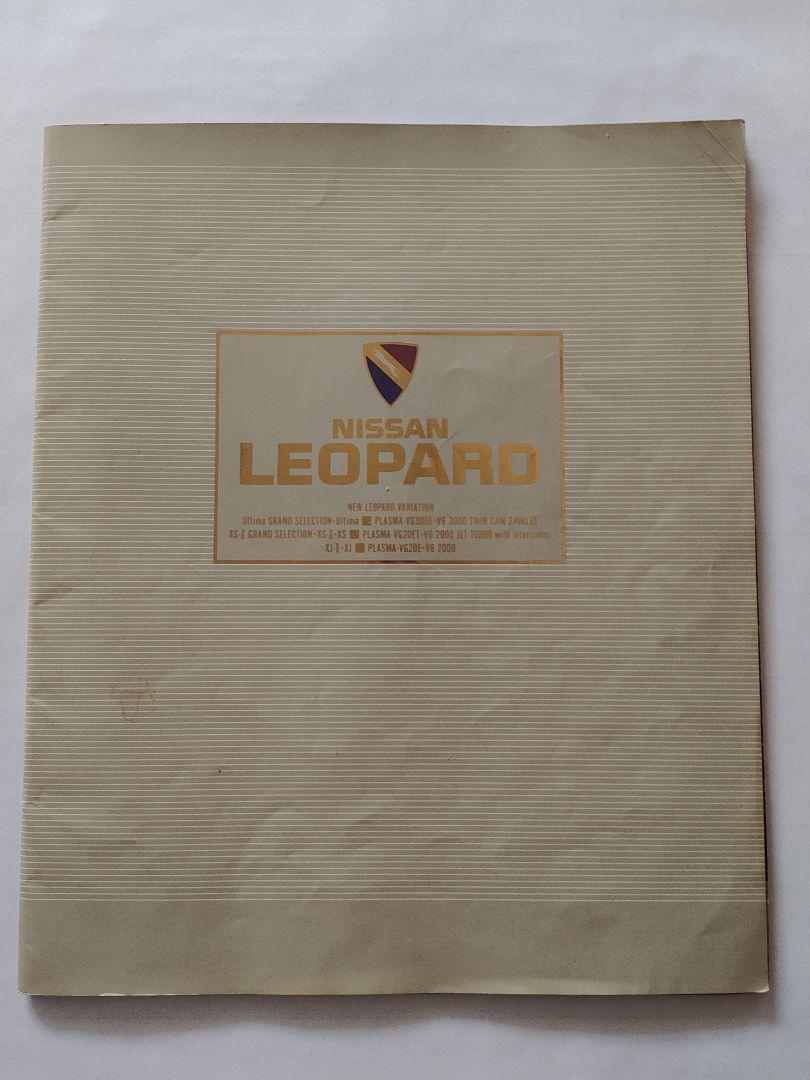 NISSAN
LEOPARD
NEW LEOPARD VARIATION
Ultima GRAND SELECTION·Ultima PLASMA·VG30DE·V6 3000 TWIN CAM 24VALVE
XS-II GRAND SELECTION·XS-II·XS PLASMA·VG20ET·V6 2000 JET TURBO with Intercooler
XJ-II·XJ PLASMA·VG20E·V6 2000